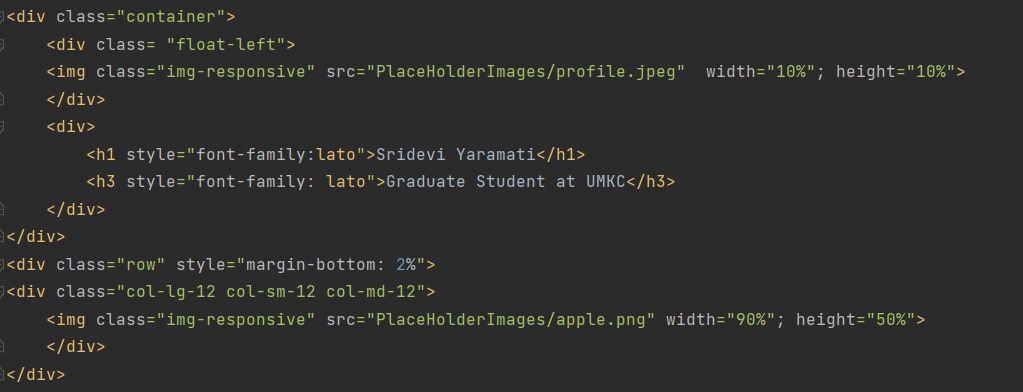 <div class="container">
    <div class= "float-left">
    <img class="img-responsive" src="PlaceHolderImages/profile.jpeg"  width="10%"; height="10%">
    </div>
    <div>
        <h1 style="font-family:lato">Sridevi Yaramati</h1>
        <h3 style="font-family: lato">Graduate Student at UMKC</h3>
    </div>
</div>
<div class="row" style="margin-bottom: 2%">
<div class="col-lg-12 col-sm-12 col-md-12">
    <img class="img-responsive" src="PlaceHolderImages/apple.png" width="90%"; height="50%">
    </div>
</div>